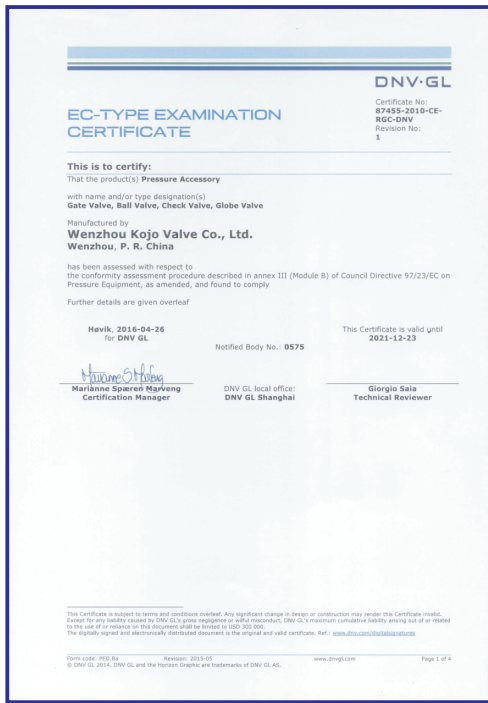 DNV·GL
EC-TYPE EXAMINATION
CERTIFICATE
Certificate No:
87455-2010-CE-
RGC-DNV
Revision No:
1
This is to certify:
That the product(s) Pressure Accessory
with name and/or type designation(s)
Gate Valve, Ball Valve, Check Valve, Globe Valve
Manufactured by
Wenzhou Kojo Valve Co., Ltd.
Wenzhou, P. R. China
has been assessed with respect to
the conformity assessment procedure described in annex III (Module B) of Council Directive 97/23/EC on
Pressure Equipment, as amended, and found to comply
Further details are given overleaf
Høvik, 2016-04-26
for DNV GL
This Certificate is valid until
2021-12-23
Notified Body No.: 0575
Marianne S Marveng
Marianne Spæren Marveng
Certification Manager
DNV GL local office:
DNV GL Shanghai
Giorgio Saia
Technical Reviewer
This Certificate is subject to terms and conditions overleaf. Any significant change in design or construction may render this Certificate invalid.
Except for any liability caused by DNV GL's gross negligence or wilful misconduct, DNV GL's maximum cumulative liability arising out of or related
to the use of or reliance on this document shall be limited to USD 300 000.
The digitally signed and electronically distributed document is the original and valid certificate. Ref.: www.dnv.com/digitalsignatures
Form code: PED.Ba Revision: 2015-05 www.dnvgl.com Page 1 of 4
© DNV GL 2014. DNV GL and the Horizon Graphic are trademarks of DNV GL AS.